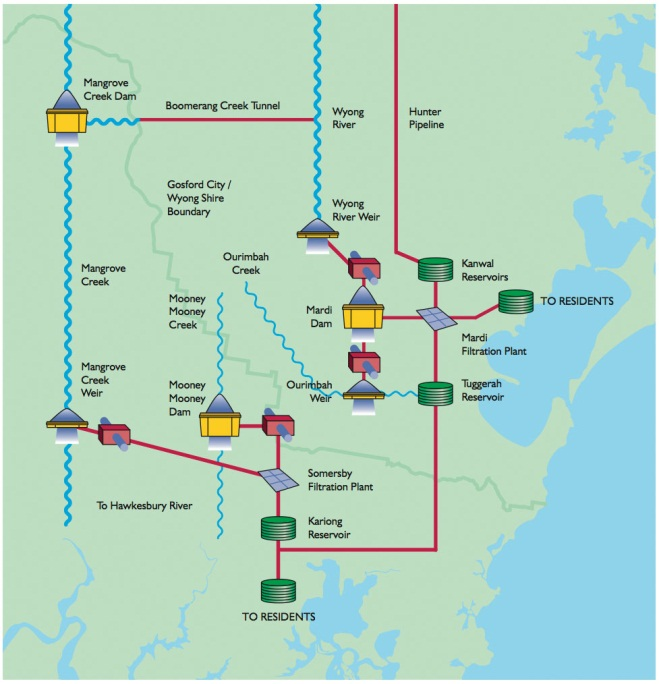 Mangrove
Creek Dam
Boomerang Creek Tunnel
Wyong
River
Hunter
Pipeline
Gosford City /
Wyong Shire
Boundary
Wyong
River Weir
Ourimbah
Creek
Mangrove
Creek
Kanwal
Reservoirs
Mooney
Mooney
Creek
Mardi
Dam
TO RESIDENTS
Mardi
Filtration Plant
Mangrove
Creek
Weir
Mooney
Mooney
Dam
Ourimbah
Weir
Tuggerah
Reservoir
Somersby
Filtration Plant
To Hawkesbury River
Kariong
Reservoir
TO RESIDENTS